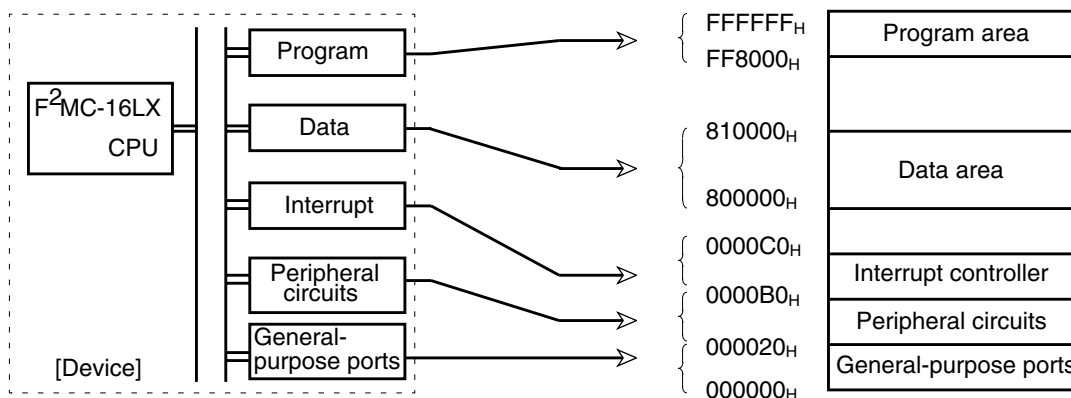 F²MC-16LX
CPU
[Device]
Program
Data
Interrupt
Peripheral
circuits
General-
purpose ports
FFFFFFH
FF8000H
810000H
800000H
0000C0H
0000B0H
000020H
000000H
Program area
Data area
Interrupt controller
Peripheral circuits
General-purpose ports